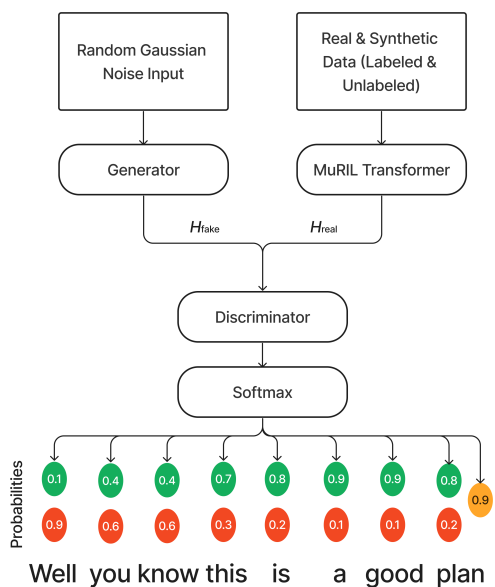 Random Gaussian
Noise Input
Real & Synthetic
Data (Labeled &
Unlabeled)
Generator
MuRIL Transformer
Hfake
Hreal
Discriminator
Softmax
Probabilities
0.1 0.4 0.4 0.7 0.8 0.9 0.9 0.8
0.9
0.9 0.6 0.6 0.3 0.2 0.1 0.1 0.2
Well you know this is a good plan